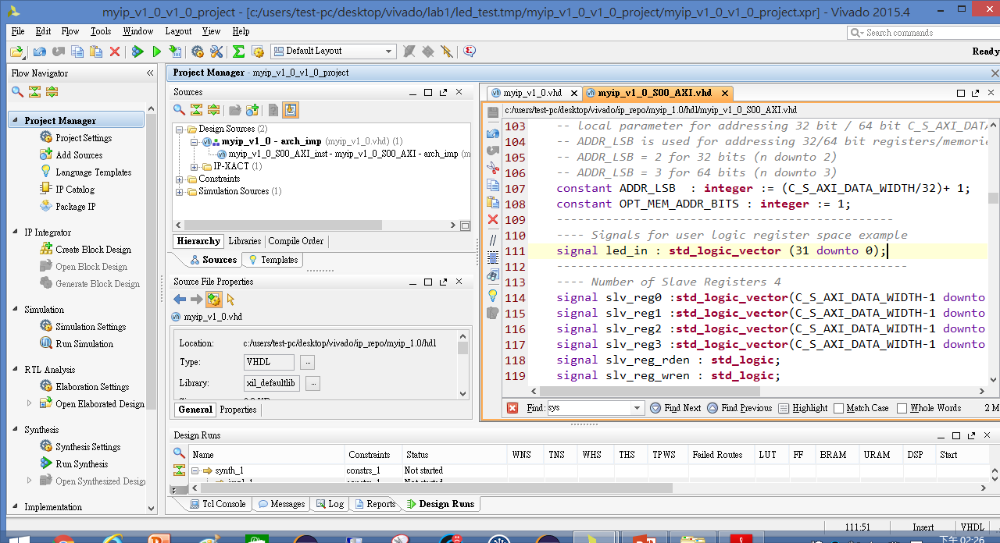 myip_v1_0_v1_0_project - [c:/users/test-pc/desktop/vivado/lab1/led_test.tmp/myip_v1_0_v1_0_project/myip_v1_0_v1_0_project.xpr] - Vivado 2015.4
File Edit Flow Tools Window Layout View Help
Search commands
Default Layout
Ready
Flow Navigator
Project Manager
Project Settings
Add Sources
Language Templates
IP Catalog
Package IP
IP Integrator
Create Block Design
Open Block Design
Generate Block Design
Simulation
Simulation Settings
Run Simulation
RTL Analysis
Elaboration Settings
Open Elaborated Design
Synthesis
Synthesis Settings
Run Synthesis
Open Synthesized Design
Implementation
Project Manager - myip_v1_0_v1_0_project
Sources
Design Sources (2)
myip_v1_0 - arch_imp (myip_v1_0.vhd) (1)
myip_v1_0_S00_AXI_inst - myip_v1_0_S00_AXI - arch_imp (m
IP-XACT (1)
Constraints
Simulation Sources (1)
Hierarchy Libraries Compile Order
Sources Templates
Source File Properties
myip_v1_0.vhd
Location: c:/users/test-pc/desktop/vivado/ip_repo/myip_1.0/hdl
Type: VHDL ...
Library: xil_defaultlib ...
General Properties
myip_v1_0.vhd myip_v1_0_S00_AXI.vhd
c:/users/test-pc/desktop/vivado/ip_repo/myip_1.0/hdl/myip_v1_0_S00_AXI.vhd
103 -- local parameter for addressing 32 bit / 64 bit C_S_AXI_DATA
104 -- ADDR_LSB is used for addressing 32/64 bit registers/memorie
105 -- ADDR_LSB = 2 for 32 bits (n downto 2)
106 -- ADDR_LSB = 3 for 64 bits (n downto 3)
107 constant ADDR_LSB : integer := (C_S_AXI_DATA_WIDTH/32)+ 1;
108 constant OPT_MEM_ADDR_BITS : integer := 1;
109 ------------------------------------------------
110 ---- Signals for user logic register space example
111 signal led_in : std_logic_vector (31 downto 0);
112 --------------------------------------------------
113 ---- Number of Slave Registers 4
114 signal slv_reg0 :std_logic_vector(C_S_AXI_DATA_WIDTH-1 downto
115 signal slv_reg1 :std_logic_vector(C_S_AXI_DATA_WIDTH-1 downto
116 signal slv_reg2 :std_logic_vector(C_S_AXI_DATA_WIDTH-1 downto
117 signal slv_reg3 :std_logic_vector(C_S_AXI_DATA_WIDTH-1 downto
118 signal slv_reg_rden : std_logic;
119 signal slv_reg_wren : std_logic;
Find: sys Find Next Find Previous Highlight Match Case Whole Words 2 M
Design Runs
Name Constraints Status WNS TNS WHS THS TPWS Failed Routes LUT FF BRAM URAM DSP Start
synth_1 constrs_1 Not started
Tcl Console Messages Log Reports Design Runs
111:51 Insert VHDL
下午 02:26